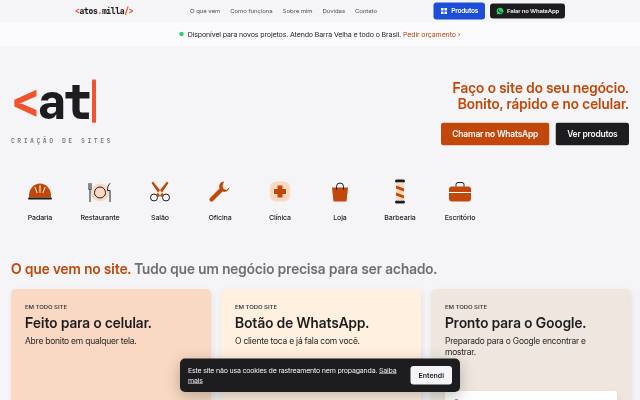 <atos.milla/>
O que vem
Como funciona
Sobre mim
Dúvidas
Contato
Produtos
Falar no WhatsApp
Disponível para novos projetos. Atendo Barra Velha e todo o Brasil. Pedir orçamento ›
<at
CRIAÇÃO DE SITES
Faço o site do seu negócio.
Bonito, rápido e no celular.
Chamar no WhatsApp
Ver produtos
Padaria
Restaurante
Salão
Oficina
Clínica
Loja
Barbearia
Escritório
O que vem no site. Tudo que um negócio precisa para ser achado.
EM TODO SITE
Feito para o celular.
Abre bonito em qualquer tela.
EM TODO SITE
Botão de WhatsApp.
O cliente toca e já fala com você.
EM TODO SITE
Pronto para o Google.
Preparado para o Google encontrar e
mostrar.
Este site não usa cookies de rastreamento nem propaganda. Saiba
mais
Entendi